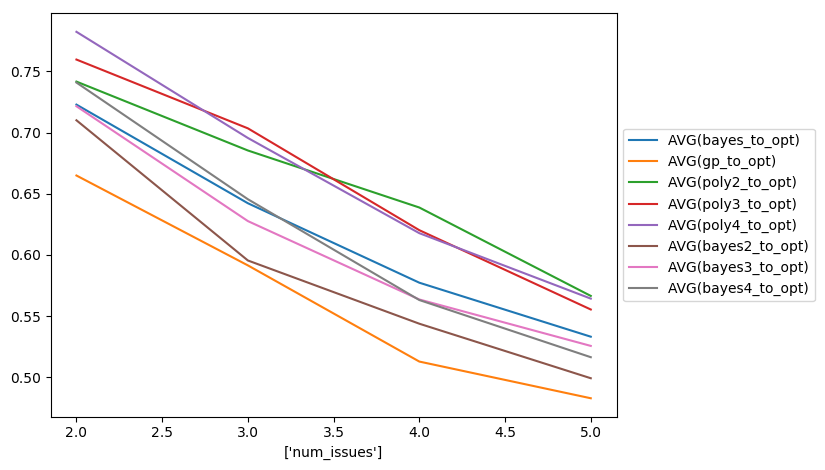 0.75
0.70
0.65
0.60
0.55
0.50
2.0 2.5 3.0 3.5 4.0 4.5 5.0
['num_issues']
AVG(bayes_to_opt)
AVG(gp_to_opt)
AVG(poly2_to_opt)
AVG(poly3_to_opt)
AVG(poly4_to_opt)
AVG(bayes2_to_opt)
AVG(bayes3_to_opt)
AVG(bayes4_to_opt)